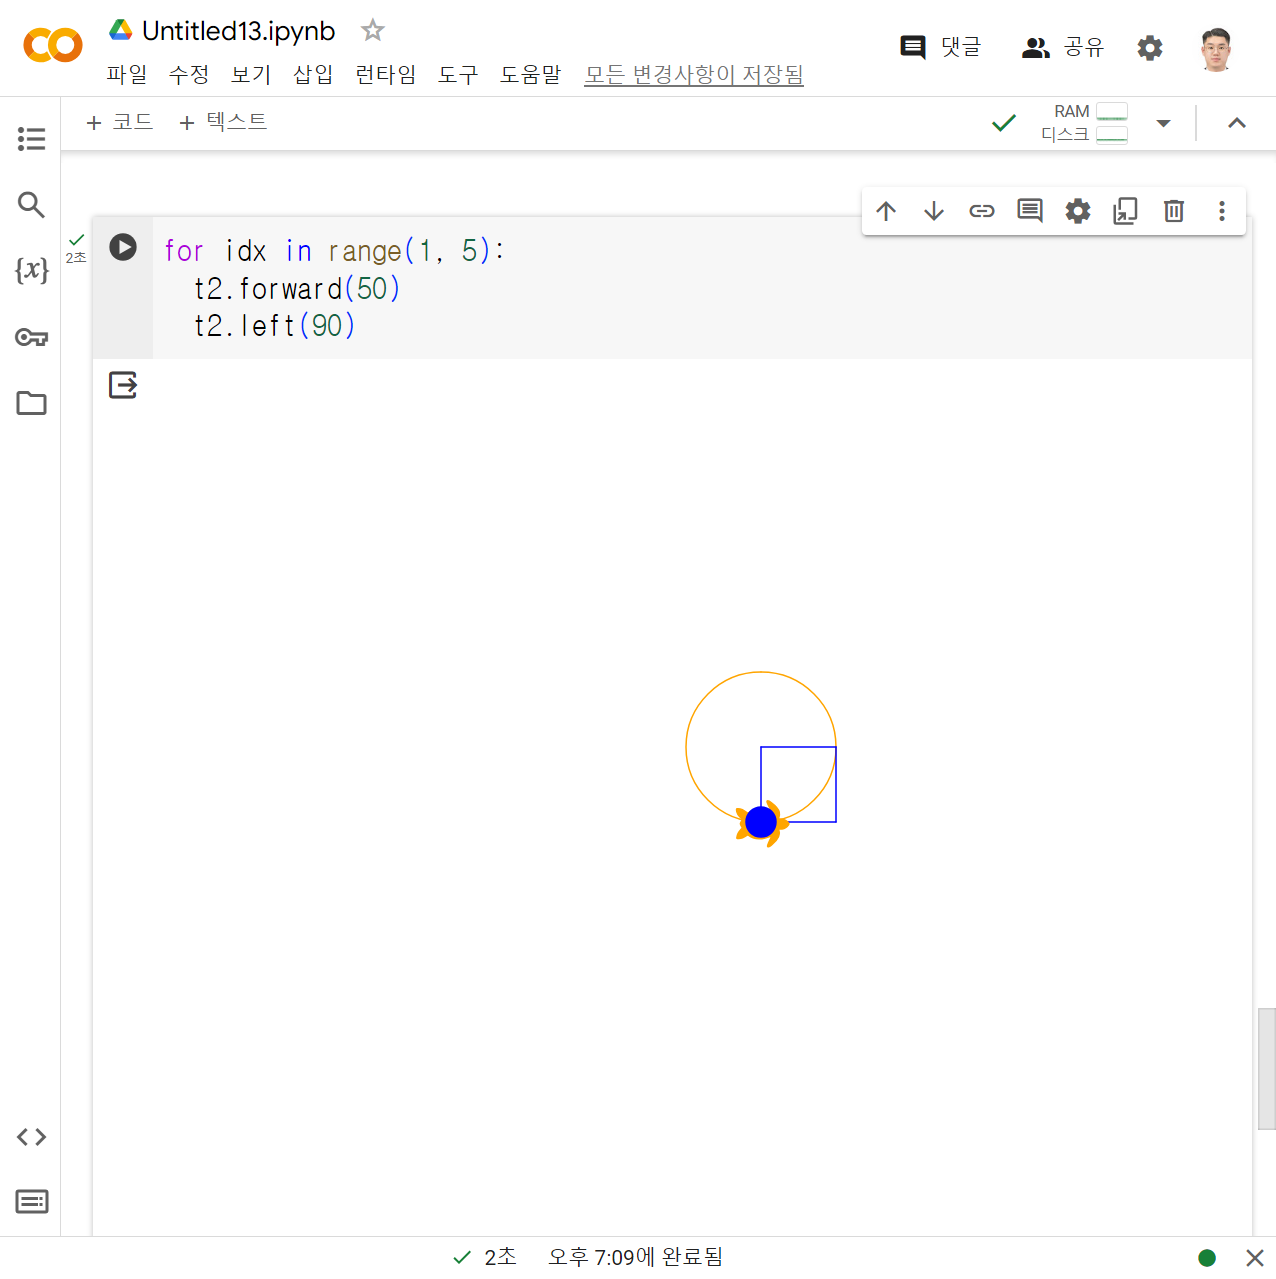 Untitled13.ipynb
댓글
공유
파일 수정 보기 삽입 런타임 도구 도움말 모든 변경사항이 저장됨
+ 코드 + 텍스트
RAM
디스크
{x}
2초
for idx in range(1, 5):
t2.forward(50)
t2.left(90)
2초 오후 7:09에 완료됨